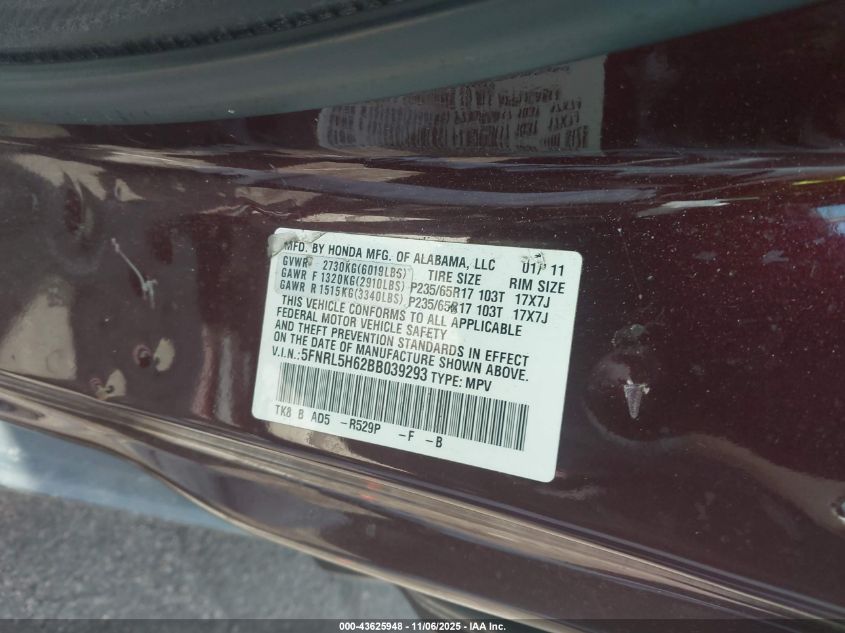 MFD. BY HONDA MFG. OF ALABAMA, LLC 01/ 11
GVWR 2730KG(6019LBS) TIRE SIZE RIM SIZE
GAWR F 1320KG(2910LBS) P235/65R17 103T 17X7J
GAWR R 1515KG(3340LBS) P235/65R17 103T 17X7J
THIS VEHICLE CONFORMS TO ALL APPLICABLE
FEDERAL MOTOR VEHICLE SAFETY
AND THEFT PREVENTION STANDARDS IN EFFECT
ON THE DATE OF MANUFACTURE SHOWN ABOVE.
V.I.N.: 5FNRL5H62BB039293 TYPE: MPV
TK8 B AD5 -R529P -F -B
000-43625948 - 11/06/2025 - IAA Inc.